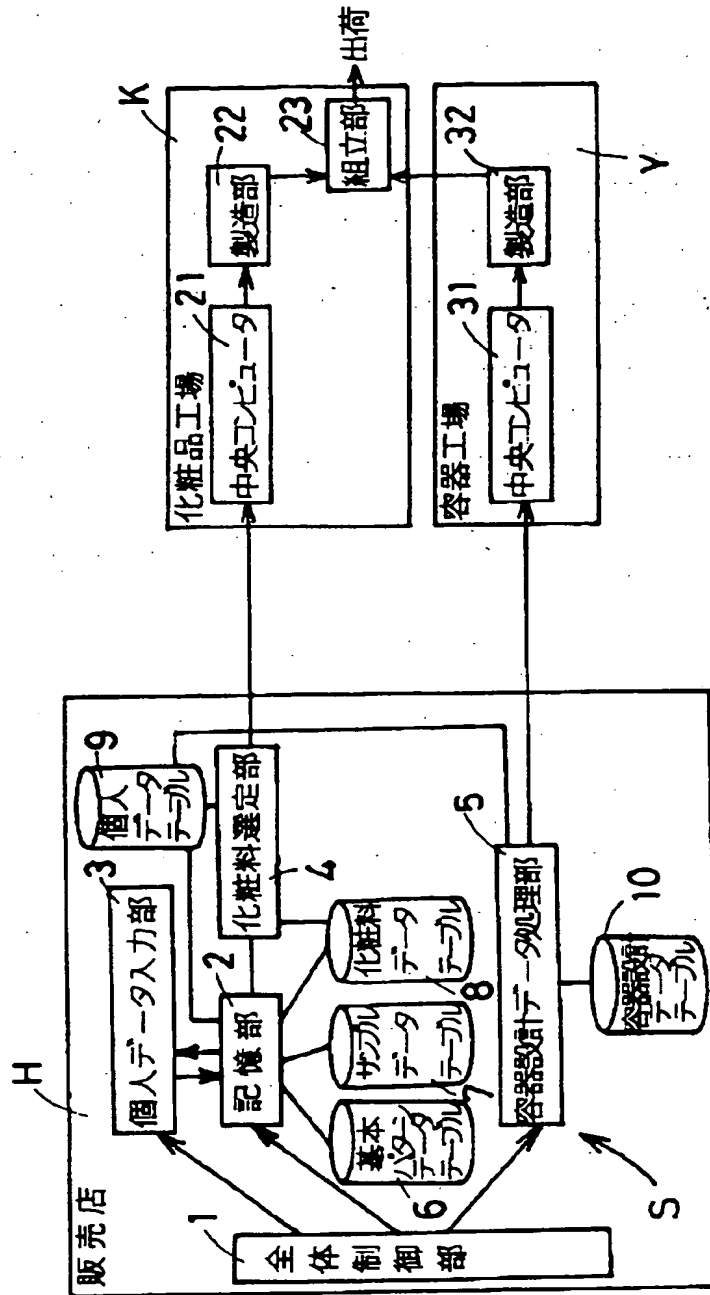 販売店
H
1
全体制御部
個人データ入力部
3
記憶部
2
個人
データ
テーブル
9
化粧料選定部
4
基本
パターン
データ
テーブル
6
サンプル
データ
テーブル
7
化粧料
データ
テーブル
8
容器設計データ処理部
5
容器設計
データ
テーブル
10
S
化粧品工場
K
中央コンピュータ
21
製造部
22
組立部
23
出荷
容器工場
Y
中央コンピュータ
31
製造部
32